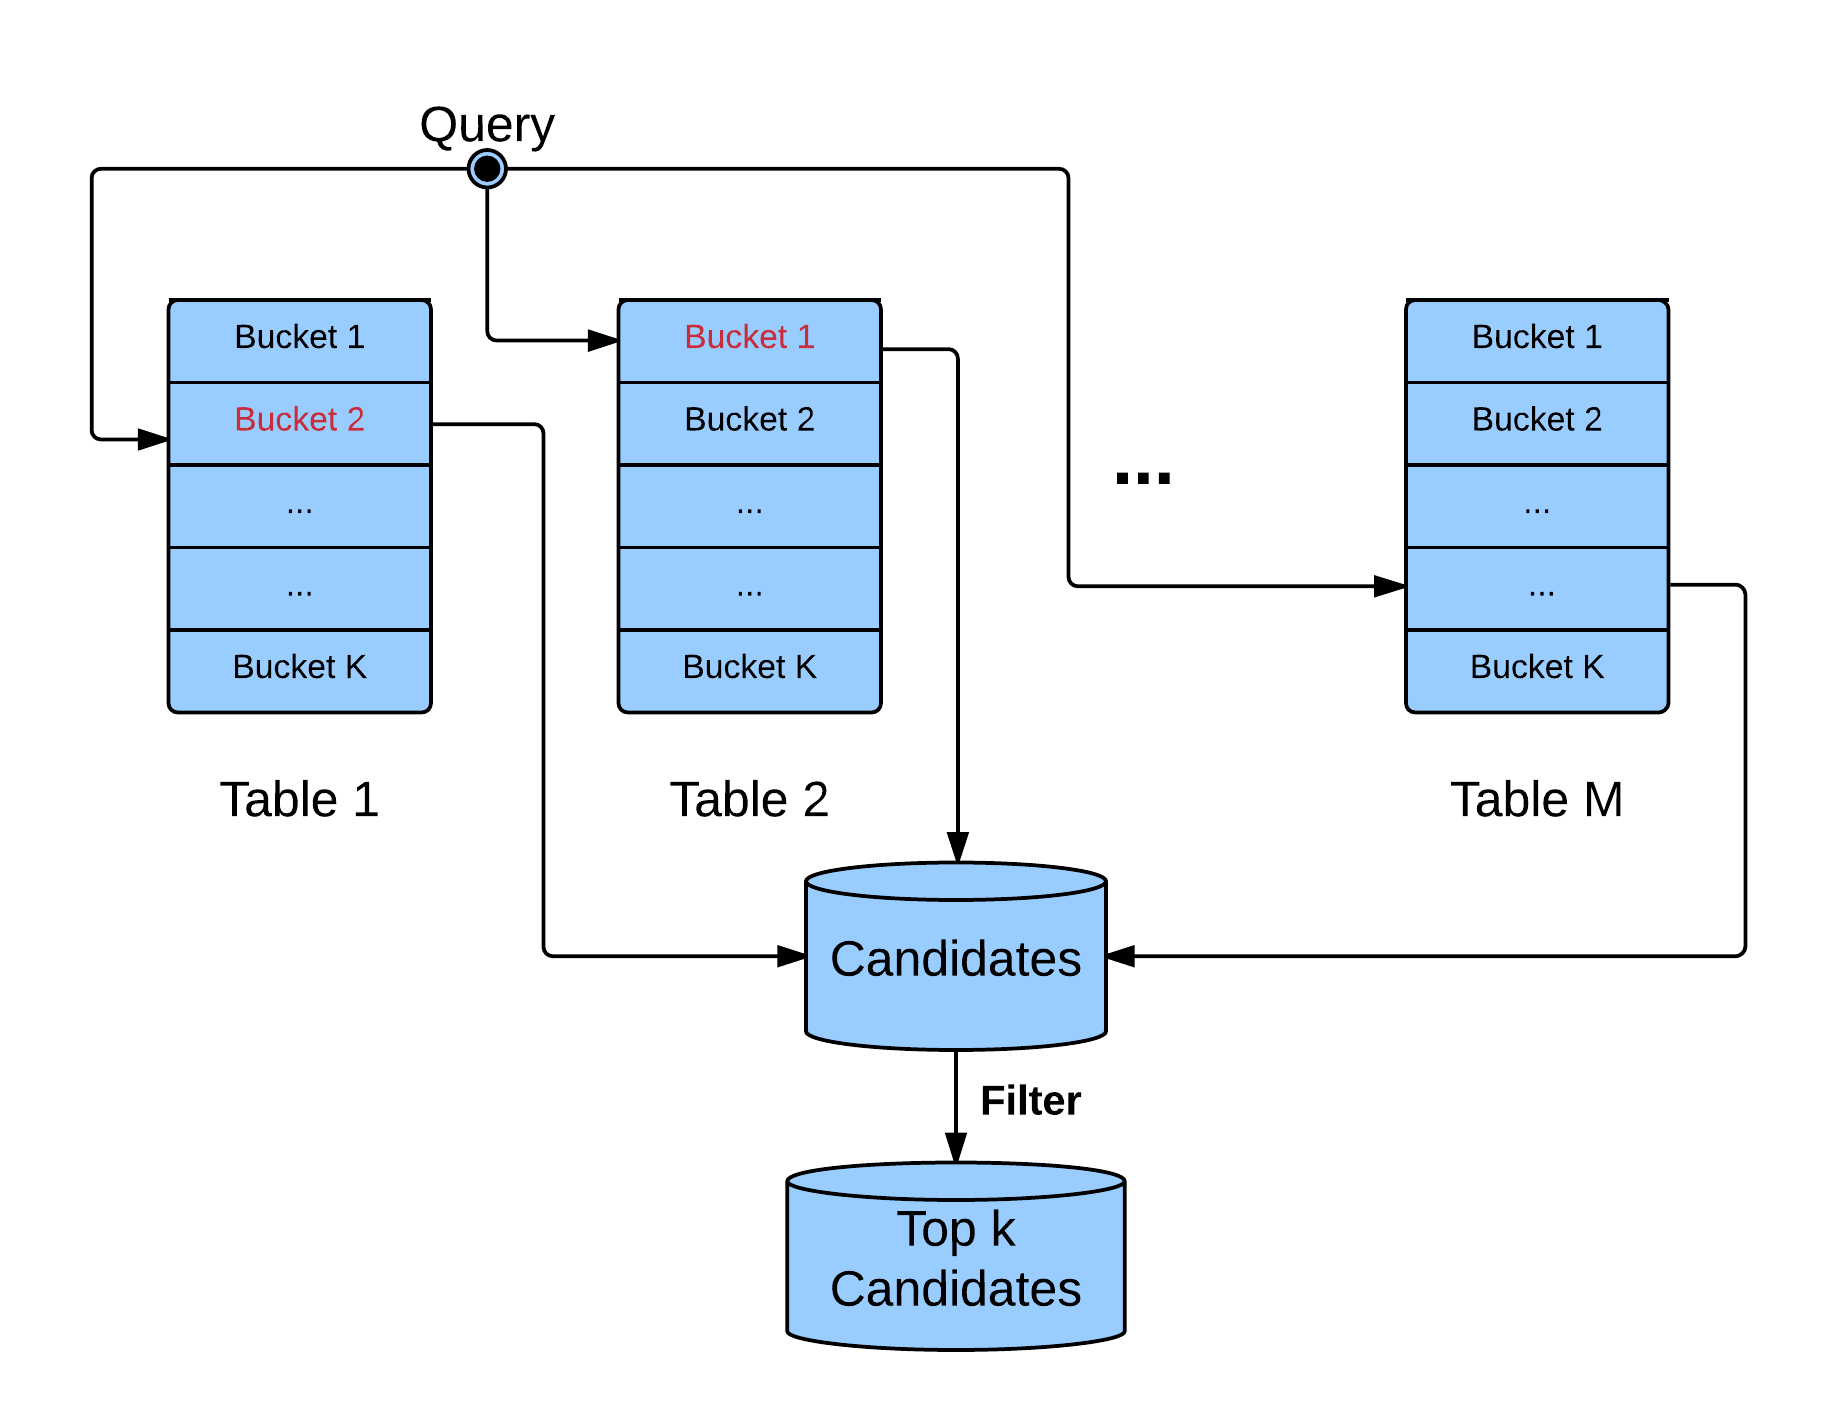 Query
Bucket 1
Bucket 2
...
...
Bucket K
Table 1
Bucket 1
Bucket 2
...
...
Bucket K
Table 2
...
Bucket 1
Bucket 2
...
...
Bucket K
Table M
Candidates
Filter
Top k
Candidates